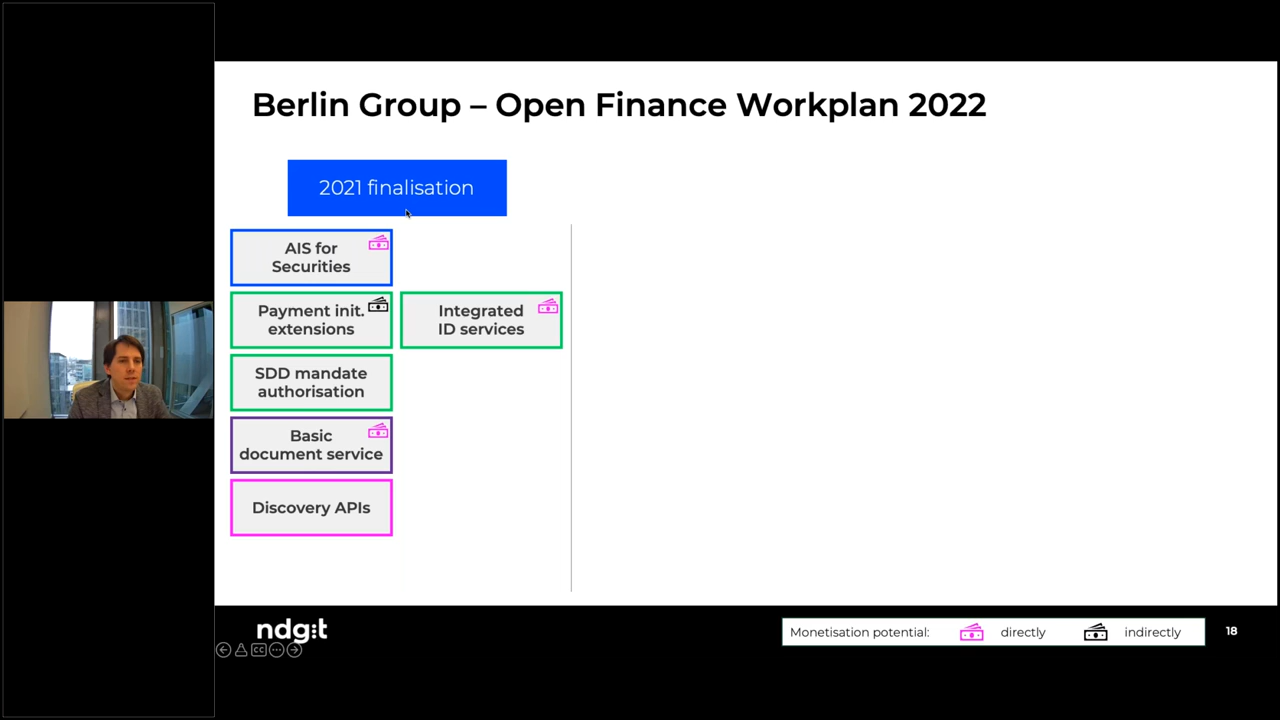 Berlin Group – Open Finance Workplan 2022
2021 finalisation
AIS for
Securities
Payment init.
extensions
Integrated
ID services
SDD mandate
authorisation
Basic
document service
Discovery APIs
ndgit
CC
Monetisation potential: directly indirectly
18